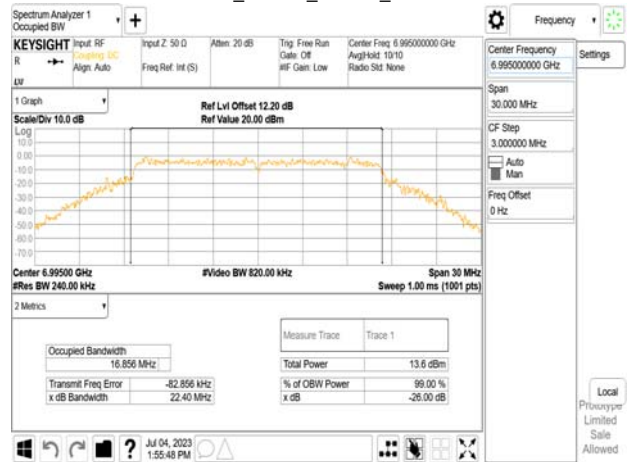 Spectrum Analyzer 1
Occupied BW
Frequency
KEYSIGHT
R
LVI
Input: RF
Coupling: DC
Align: Auto
Input Z: 50 Ω
Freq Ref: Int (S)
Atten: 20 dB
Trig: Free Run
Gate: Off
#IF Gain: Low
Center Freq: 6.995000000 GHz
Avg|Hold: 10/10
Radio Std: None
Center Frequency
6.995000000 GHz
Settings
Span
30.000 MHz
CF Step
3.000000 MHz
Auto
Man
Freq Offset
0 Hz
1 Graph
Scale/Div 10.0 dB
Ref Lvl Offset 12.20 dB
Ref Value 20.00 dBm
Log
10.0
0.00
-10.0
-20.0
-30.0
-40.0
-50.0
-60.0
-70.0
Center 6.99500 GHz
#Video BW 820.00 kHz
Span 30 MHz
#Res BW 240.00 kHz
Sweep 1.00 ms (1001 pts)
2 Metrics
Measure Trace
Trace 1
Occupied Bandwidth
16.856 MHz
Total Power
13.6 dBm
Transmit Freq Error
-82.856 kHz
% of OBW Power
99.00 %
x dB Bandwidth
22.40 MHz
x dB
-26.00 dB
Local
Prototype
Limited
Sale
Allowed
?
Jul 04, 2023
1:55:48 PM